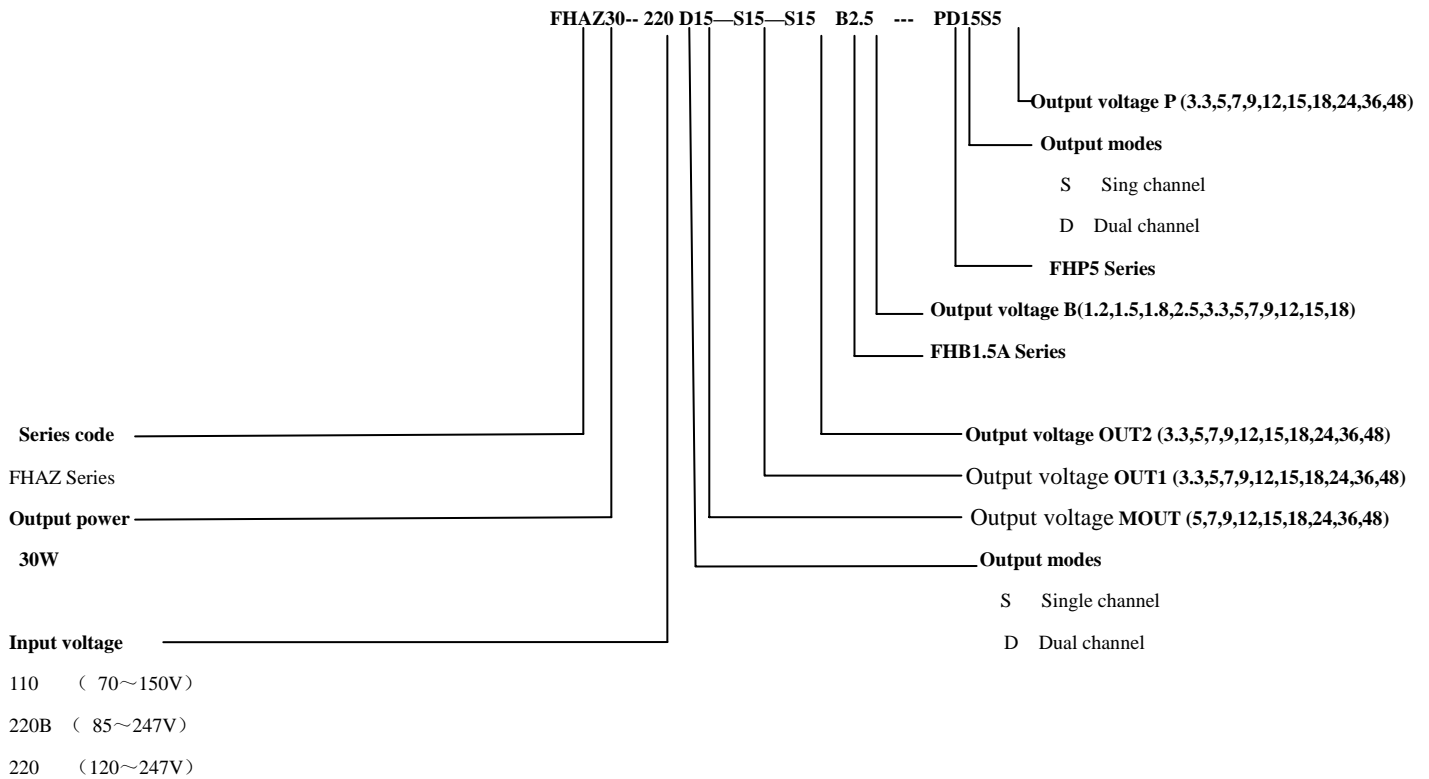 FHAZ30-- 220 D15—S15—S15 B2.5 --- PD15S5
Output voltage P (3.3,5,7,9,12,15,18,24,36,48)
Output modes
S Sing channel
D Dual channel
FHP5 Series
Output voltage B(1.2,1.5,1.8,2.5,3.3,5,7,9,12,15,18)
FHB1.5A Series
Series code
Output voltage OUT2 (3.3,5,7,9,12,15,18,24,36,48)
FHAZ Series
Output voltage OUT1 (3.3,5,7,9,12,15,18,24,36,48)
Output power
Output voltage MOUT (5,7,9,12,15,18,24,36,48)
30W
Output modes
S Single channel
Input voltage
D Dual channel
110 （ 70～150V）
220B （ 85～247V）
220 （120～247V）